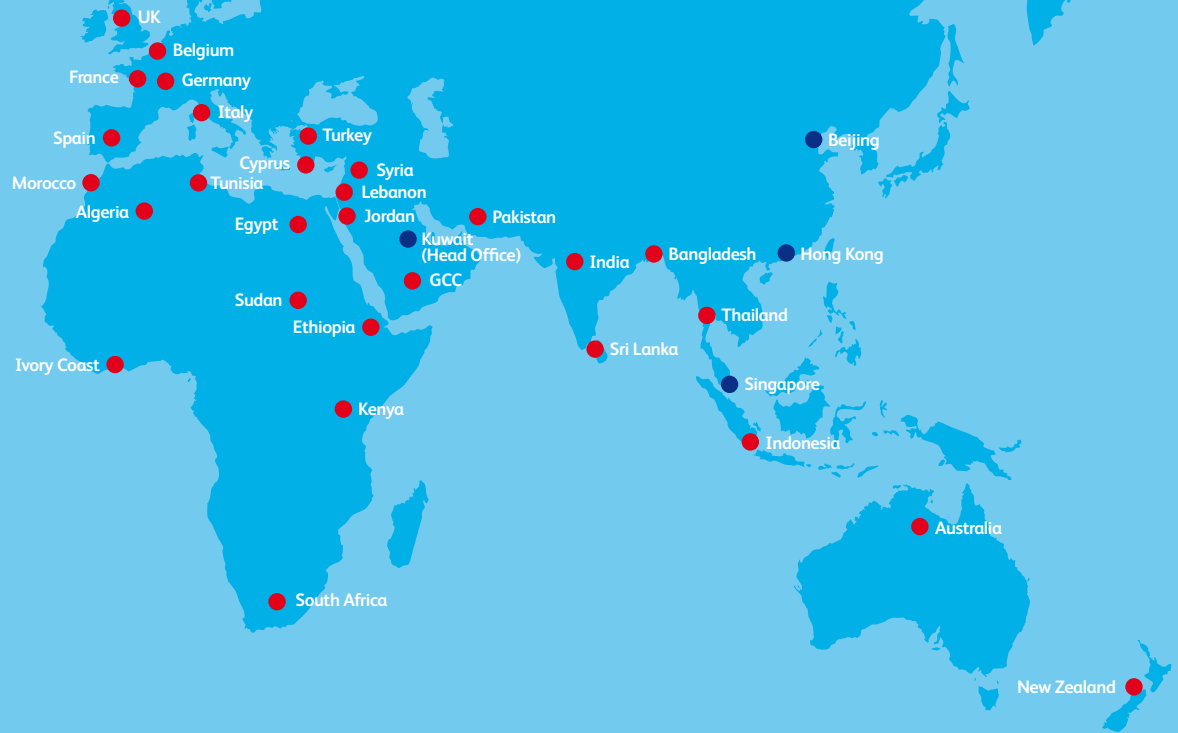 UK
Belgium
France
Germany
Italy
Spain
Turkey
Beijing
Cyprus
Syria
Morocco
Tunisia
Lebanon
Algeria
Jordan
Pakistan
Egypt
Kuwait
(Head Office)
India
Bangladesh
Hong Kong
GCC
Sudan
Ethiopia
Thailand
Sri Lanka
Ivory Coast
Singapore
Kenya
Indonesia
Australia
South Africa
New Zealand